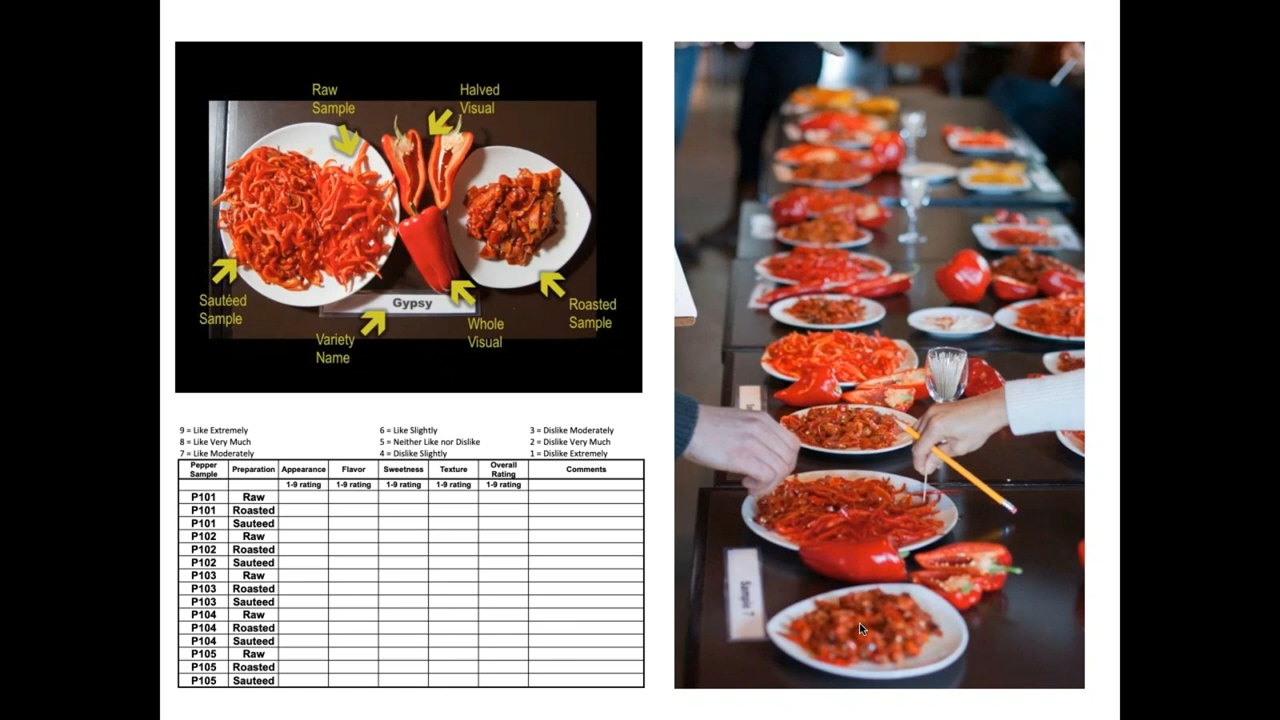 Raw
Sample
Halved
Visual
Sautéed
Sample
Gypsy
Variety
Name
Whole
Visual
Roasted
Sample
9 = Like Extremely 6 = Like Slightly 3 = Dislike Moderately
8 = Like Very Much 5 = Neither Like nor Dislike 2 = Dislike Very Much
7 = Like Moderately 4 = Dislike Slightly 1 = Dislike Extremely
Pepper Sample Preparation Appearance Flavor Sweetness Texture Overall Rating Comments
1-9 rating 1-9 rating 1-9 rating 1-9 rating 1-9 rating
P101 Raw
P101 Roasted
P101 Sauteed
P102 Raw
P102 Roasted
P102 Sauteed
P103 Raw
P103 Roasted
P103 Sauteed
P104 Raw
P104 Roasted
P104 Sauteed
P105 Raw
P105 Roasted
P105 Sauteed
Sample